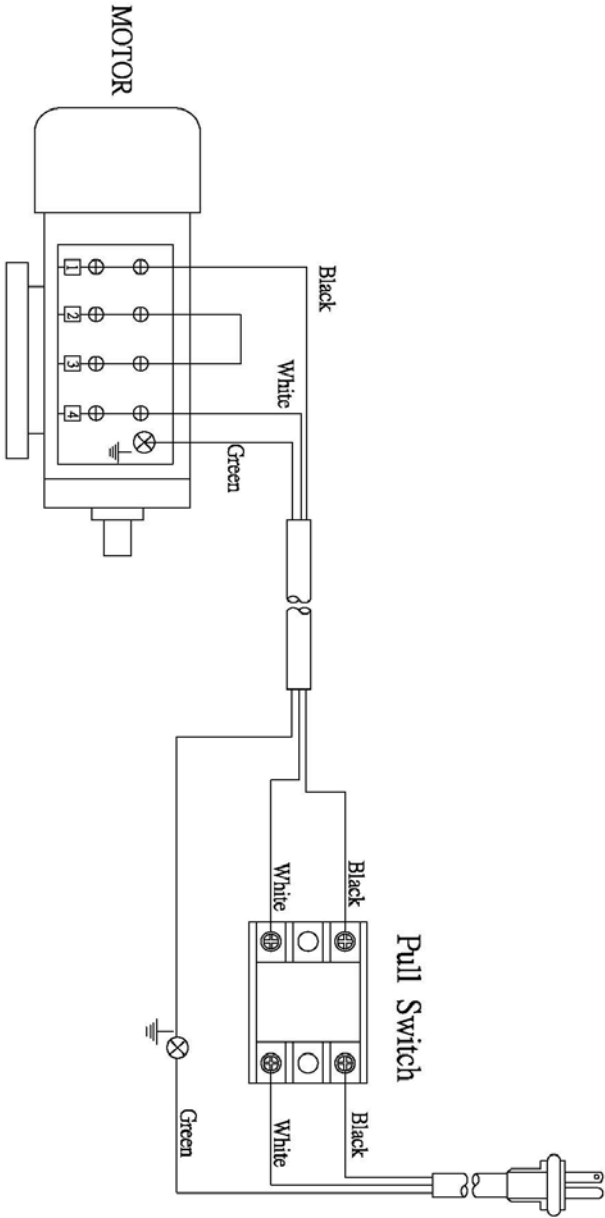 MOTOR
1
2
3
4
Black
White
Green
Pull Switch
Black
White
Black
White
Green